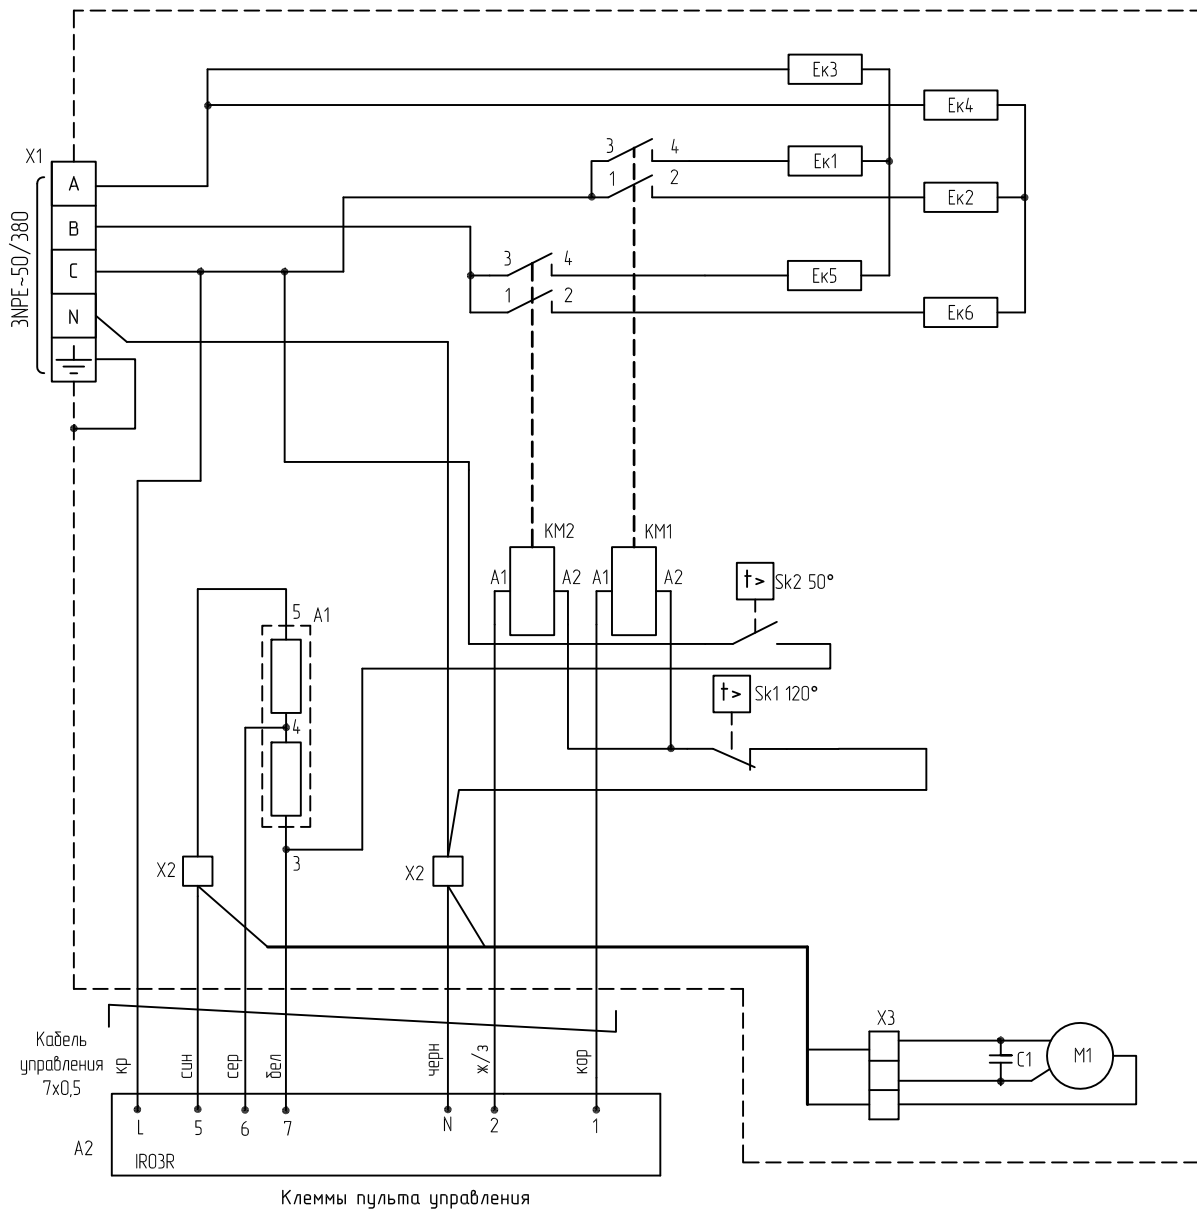 Ек3
Ек4
X1
3
4
Ек1
A
1
2
Ек2
B
3NPE~50/380
C
3
4
Ек5
N
1
2
Ек6
КМ2
КМ1
A1
A2
A1
A2
t>
Sk2 50°
5
A1
t>
Sk1 120°
4
3
X2
X2
Кабель
управления
7х0,5
кр
син
сер
бел
черн
ж/з
кор
X3
C1
M1
L
5
6
7
N
2
1
A2
IR03R
Клеммы пульта управления